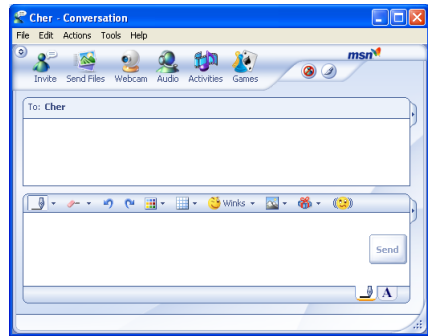 Cher - Conversation
File Edit Actions Tools Help
msn
Invite Send Files Webcam Audio Activities Games
To: Cher
Winks
Send
A